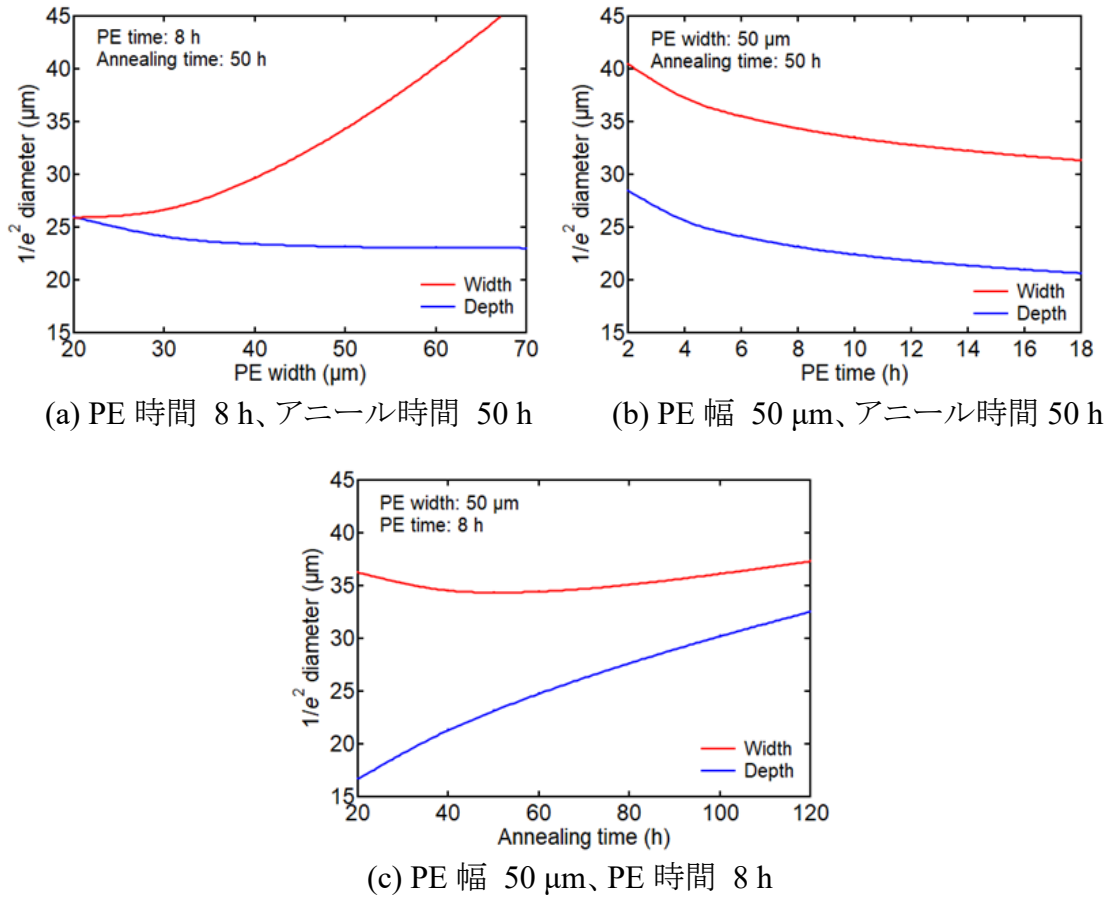 45
40
35
30
25
20
15
1/e² diameter (μm)
PE time: 8 h
Annealing time: 50 h
Width
Depth
20 30 40 50 60 70
PE width (μm)
(a) PE 時間 8 h、アニール時間 50 h
45
40
35
30
25
20
15
1/e² diameter (μm)
PE width: 50 μm
Annealing time: 50 h
Width
Depth
2 4 6 8 10 12 14 16 18
PE time (h)
(b) PE 幅 50 μm、アニール時間 50 h
45
40
35
30
25
20
15
1/e² diameter (μm)
PE width: 50 μm
PE time: 8 h
Width
Depth
20 40 60 80 100 120
Annealing time (h)
(c) PE 幅 50 μm、PE 時間 8 h